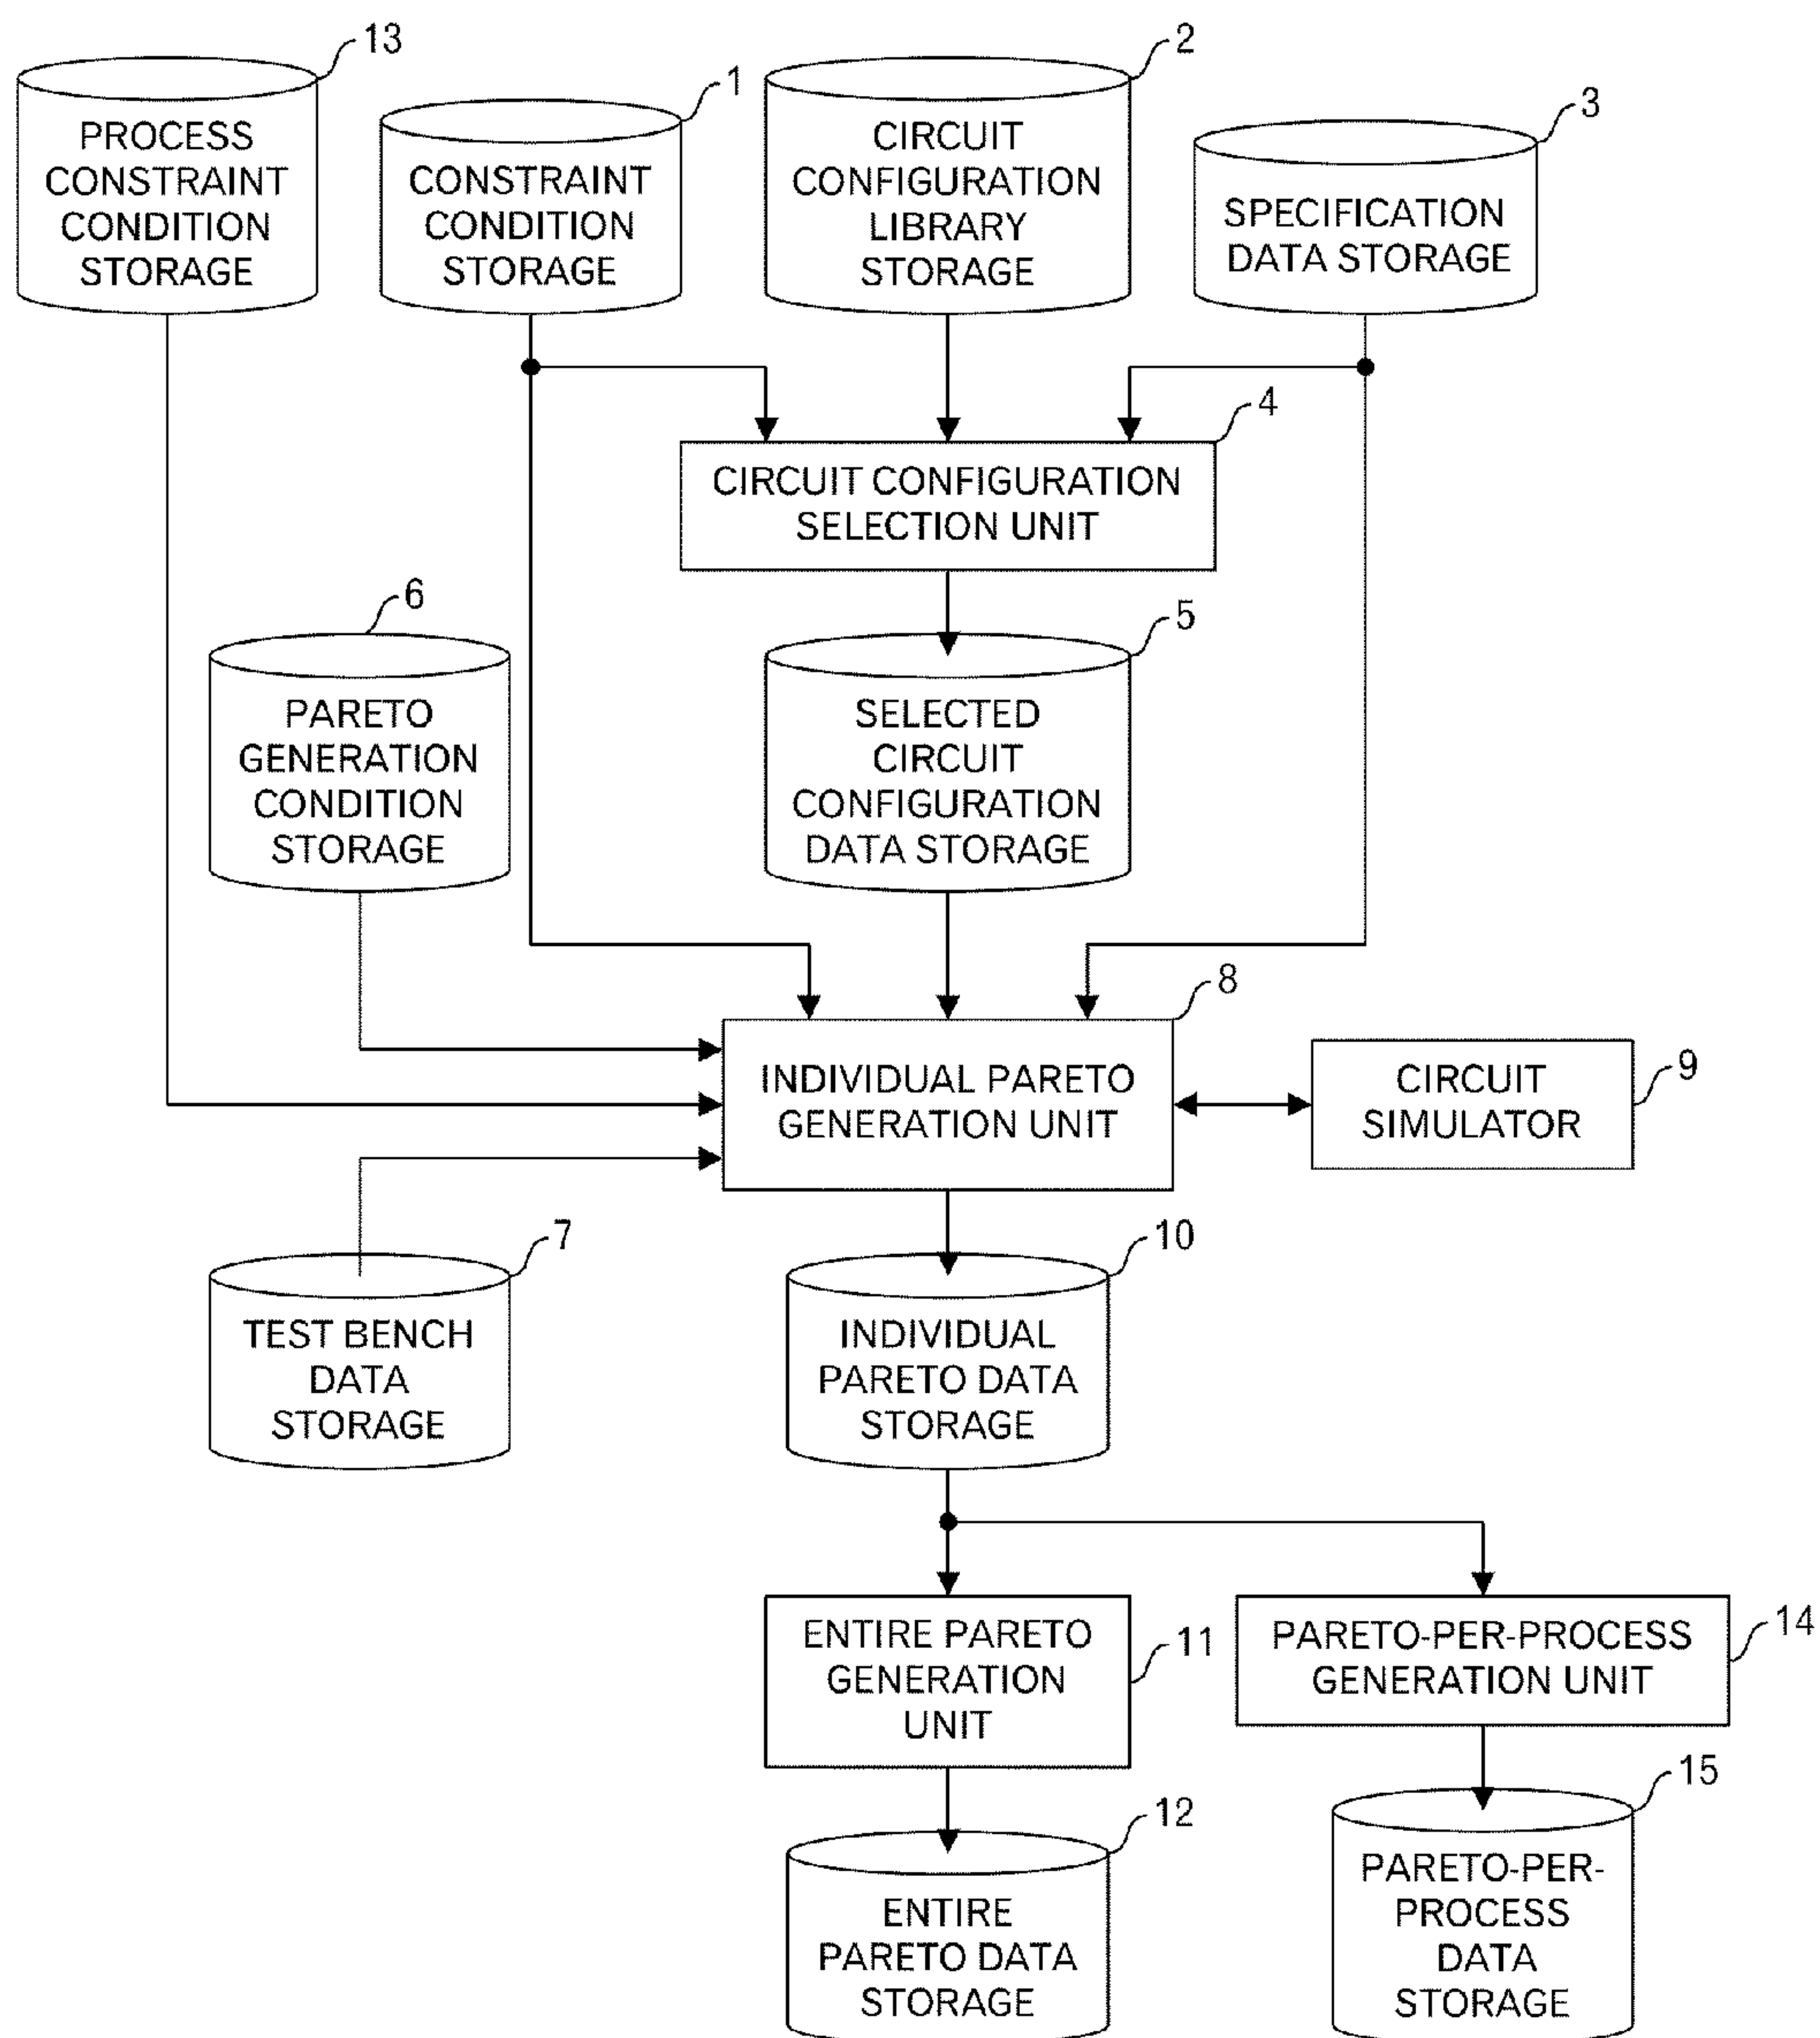 13
PROCESS
CONSTRAINT
CONDITION
STORAGE
1
CONSTRAINT
CONDITION
STORAGE
2
CIRCUIT
CONFIGURATION
LIBRARY
STORAGE
3
SPECIFICATION
DATA STORAGE
4
CIRCUIT CONFIGURATION
SELECTION UNIT
6
PARETO
GENERATION
CONDITION
STORAGE
5
SELECTED
CIRCUIT
CONFIGURATION
DATA STORAGE
8
INDIVIDUAL PARETO
GENERATION UNIT
9
CIRCUIT
SIMULATOR
7
TEST BENCH
DATA
STORAGE
10
INDIVIDUAL
PARETO DATA
STORAGE
11
ENTIRE PARETO
GENERATION
UNIT
14
PARETO-PER-PROCESS
GENERATION UNIT
12
ENTIRE
PARETO DATA
STORAGE
15
PARETO-PER-
PROCESS
DATA
STORAGE